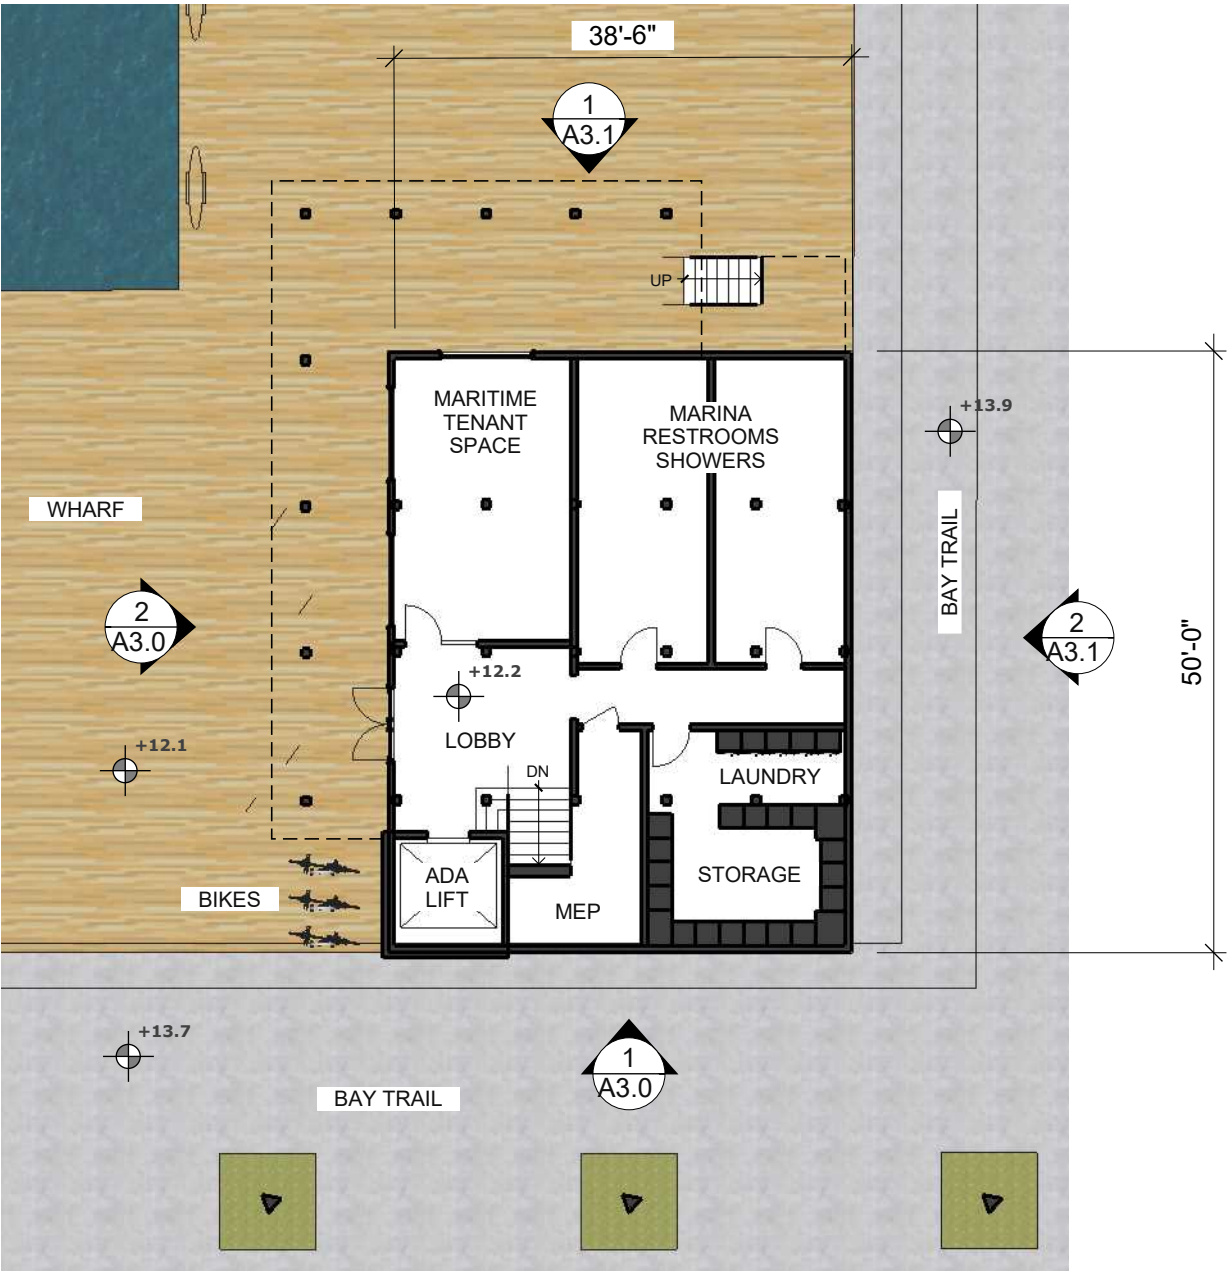 38'-6"
1
A3.1
UP
MARITIME
TENANT
SPACE
MARINA
RESTROOMS
SHOWERS
+13.9
WHARF
BAY TRAIL
2
A3.0
2
A3.1
50'-0"
+12.2
+12.1
LOBBY
DN
LAUNDRY
ADA
LIFT
STORAGE
BIKES
MEP
+13.7
1
A3.0
BAY TRAIL